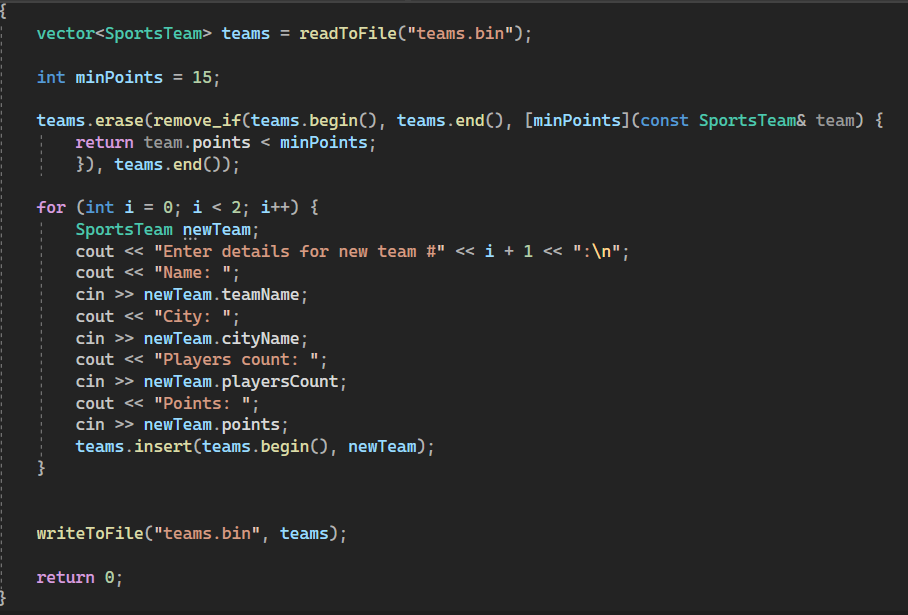 {
vector<SportsTeam> teams = readToFile("teams.bin");
int minPoints = 15;
teams.erase(remove_if(teams.begin(), teams.end(), [minPoints](const SportsTeam& team) {
return team.points < minPoints;
}), teams.end());
for (int i = 0; i < 2; i++) {
SportsTeam newTeam;
cout << "Enter details for new team #" << i + 1 << ":\n";
cout << "Name: ";
cin >> newTeam.teamName;
cout << "City: ";
cin >> newTeam.cityName;
cout << "Players count: ";
cin >> newTeam.playersCount;
cout << "Points: ";
cin >> newTeam.points;
teams.insert(teams.begin(), newTeam);
}
writeToFile("teams.bin", teams);
return 0;
}